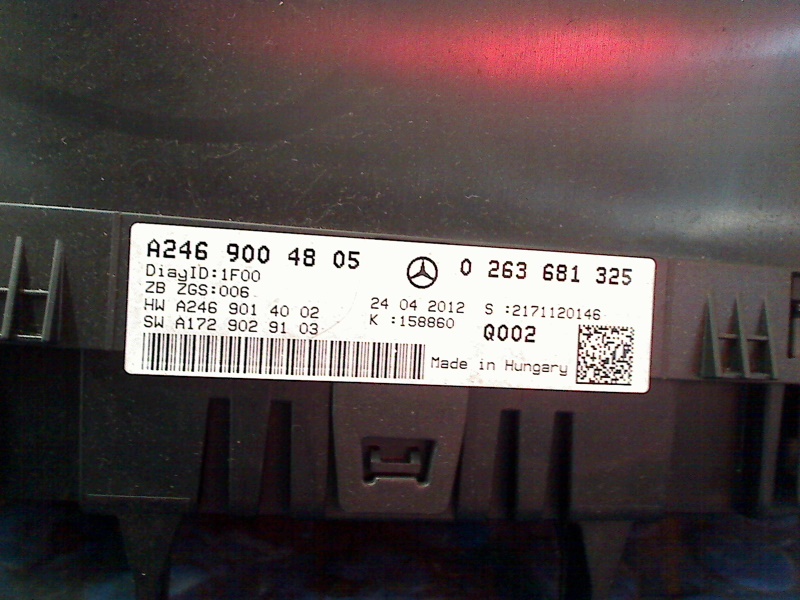 A246 900 48 05
0 263 681 325
DiagID:1F00
ZB ZGS:006
HW A246 901 40 02
24 04 2012 S :2171120146
SW A172 902 91 03
K :158860 Q002
Made in Hungary